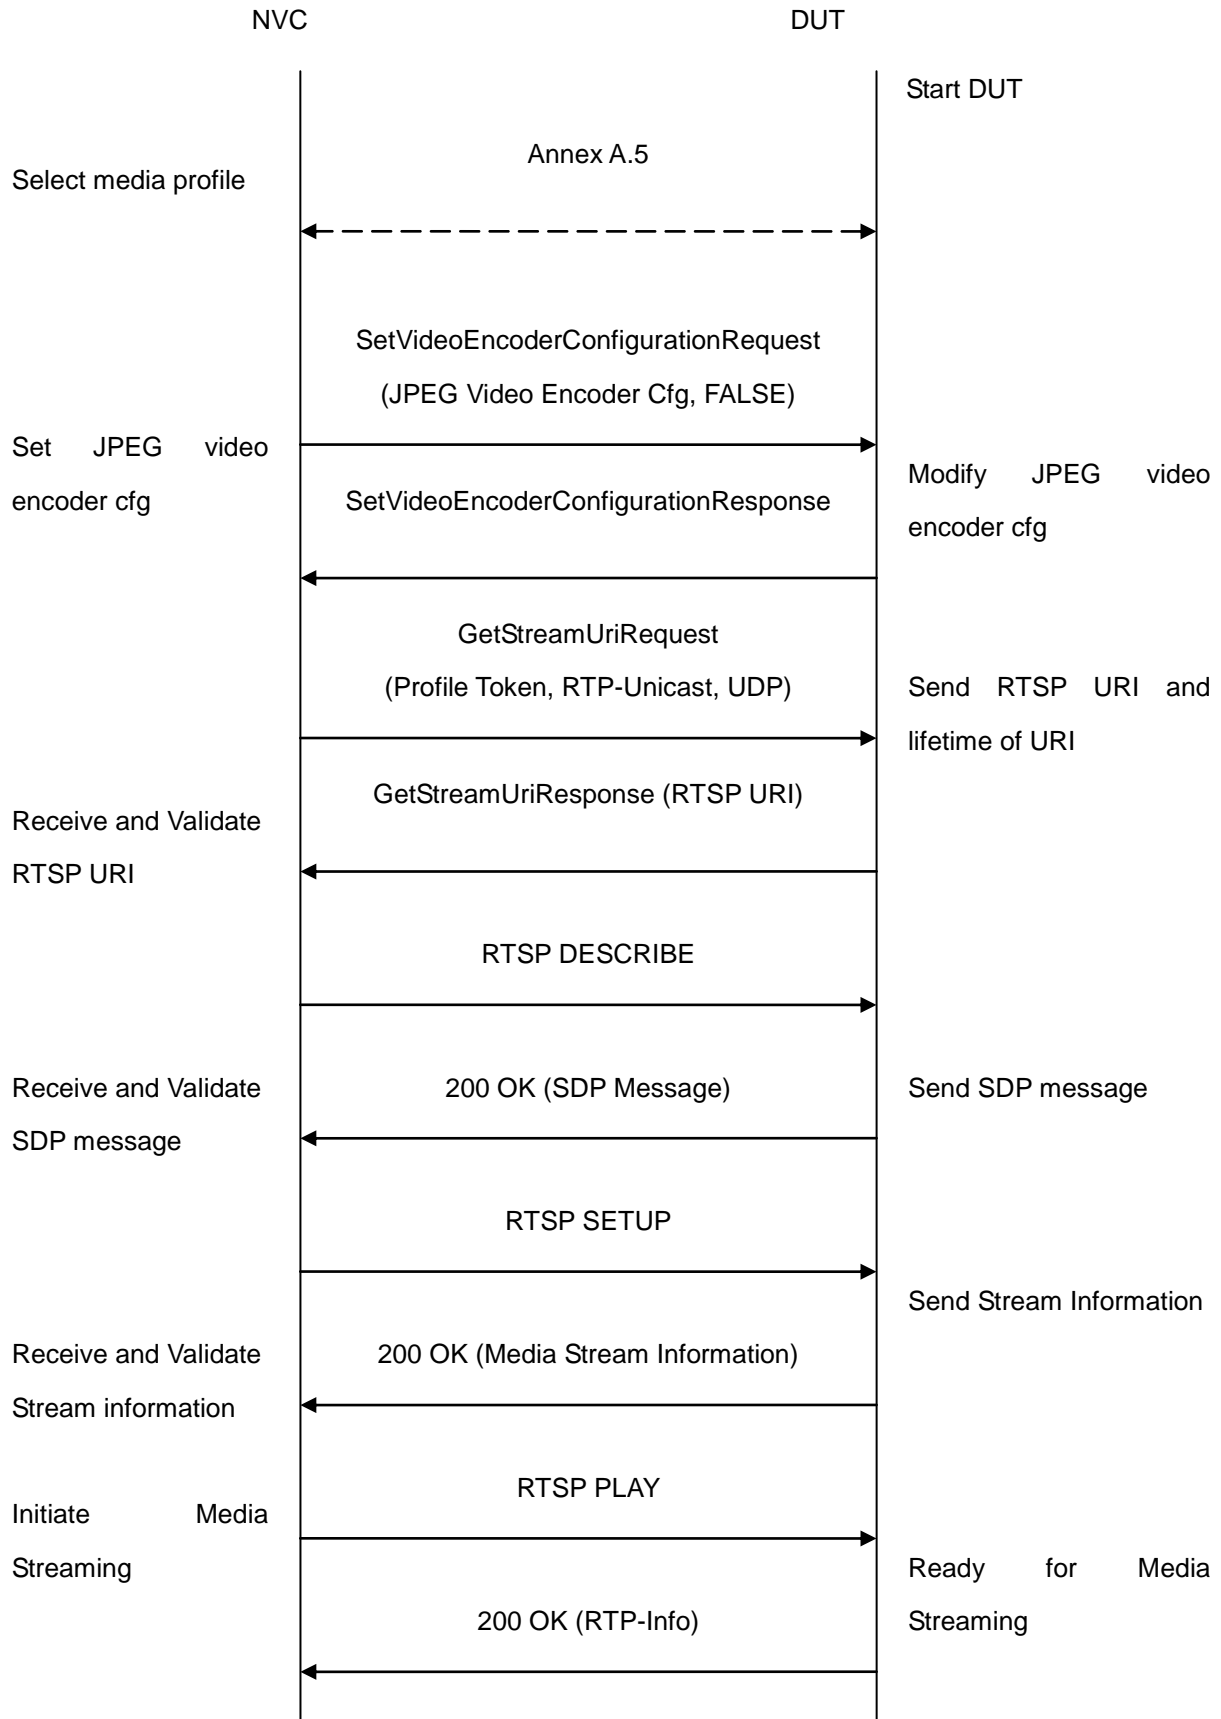 NVC DUT
Start DUT
Annex A.5
Select media profile
SetVideoEncoderConfigurationRequest
(JPEG Video Encoder Cfg, FALSE)
Set JPEG video
encoder cfg
Modify JPEG video
encoder cfg
SetVideoEncoderConfigurationResponse
GetStreamUriRequest
(Profile Token, RTP-Unicast, UDP)
Send RTSP URI and
lifetime of URI
GetStreamUriResponse (RTSP URI)
Receive and Validate
RTSP URI
RTSP DESCRIBE
Receive and Validate
SDP message
200 OK (SDP Message)
Send SDP message
RTSP SETUP
Send Stream Information
Receive and Validate
Stream information
200 OK (Media Stream Information)
RTSP PLAY
Initiate Media
Streaming
Ready for Media
Streaming
200 OK (RTP-Info)